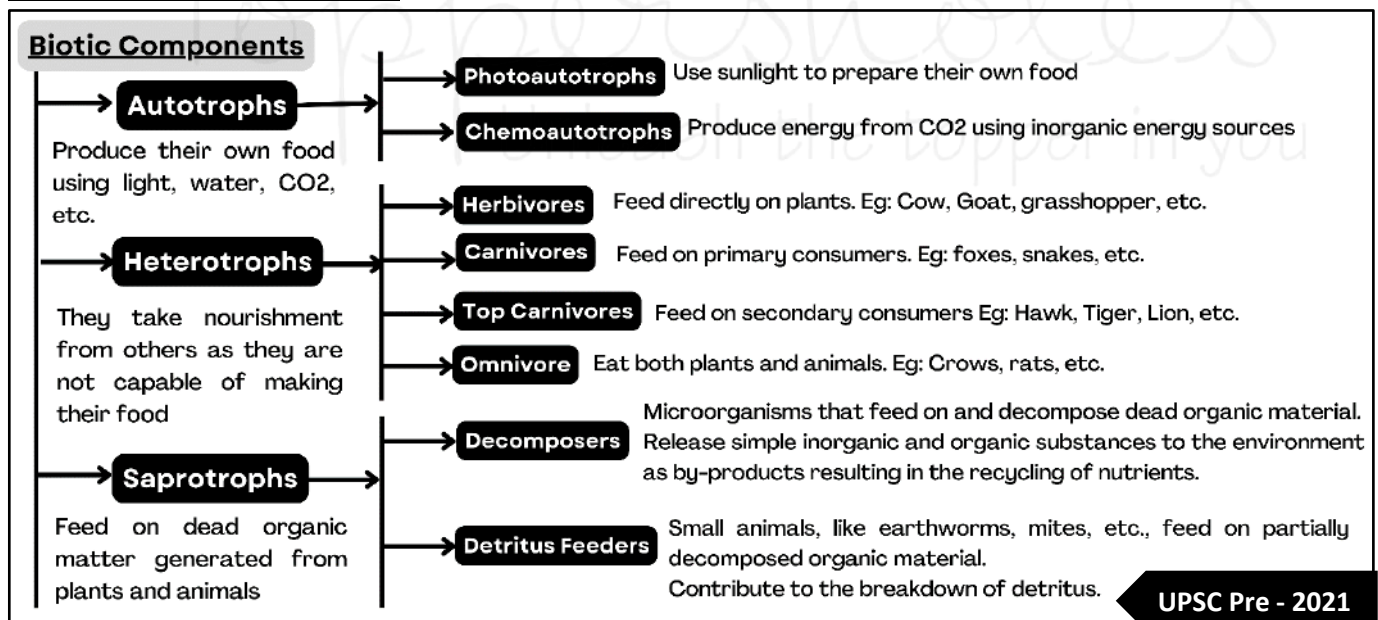 Toppersnotes
Unleash the topper in you
Biotic Components
Autotrophs
Produce their own food
using light, water, CO2,
etc.
Photoautotrophs Use sunlight to prepare their own food
Chemoautotrophs Produce energy from CO2 using inorganic energy sources
Heterotrophs
They take nourishment
from others as they are
not capable of making
their food
Herbivores Feed directly on plants. Eg: Cow, Goat, grasshopper, etc.
Carnivores Feed on primary consumers. Eg: foxes, snakes, etc.
Top Carnivores Feed on secondary consumers Eg: Hawk, Tiger, Lion, etc.
Omnivore Eat both plants and animals. Eg: Crows, rats, etc.
Saprotrophs
Feed on dead organic
matter generated from
plants and animals
Decomposers
Microorganisms that feed on and decompose dead organic material.
Release simple inorganic and organic substances to the environment
as by-products resulting in the recycling of nutrients.
Detritus Feeders
Small animals, like earthworms, mites, etc., feed on partially
decomposed organic material.
Contribute to the breakdown of detritus.
UPSC Pre - 2021